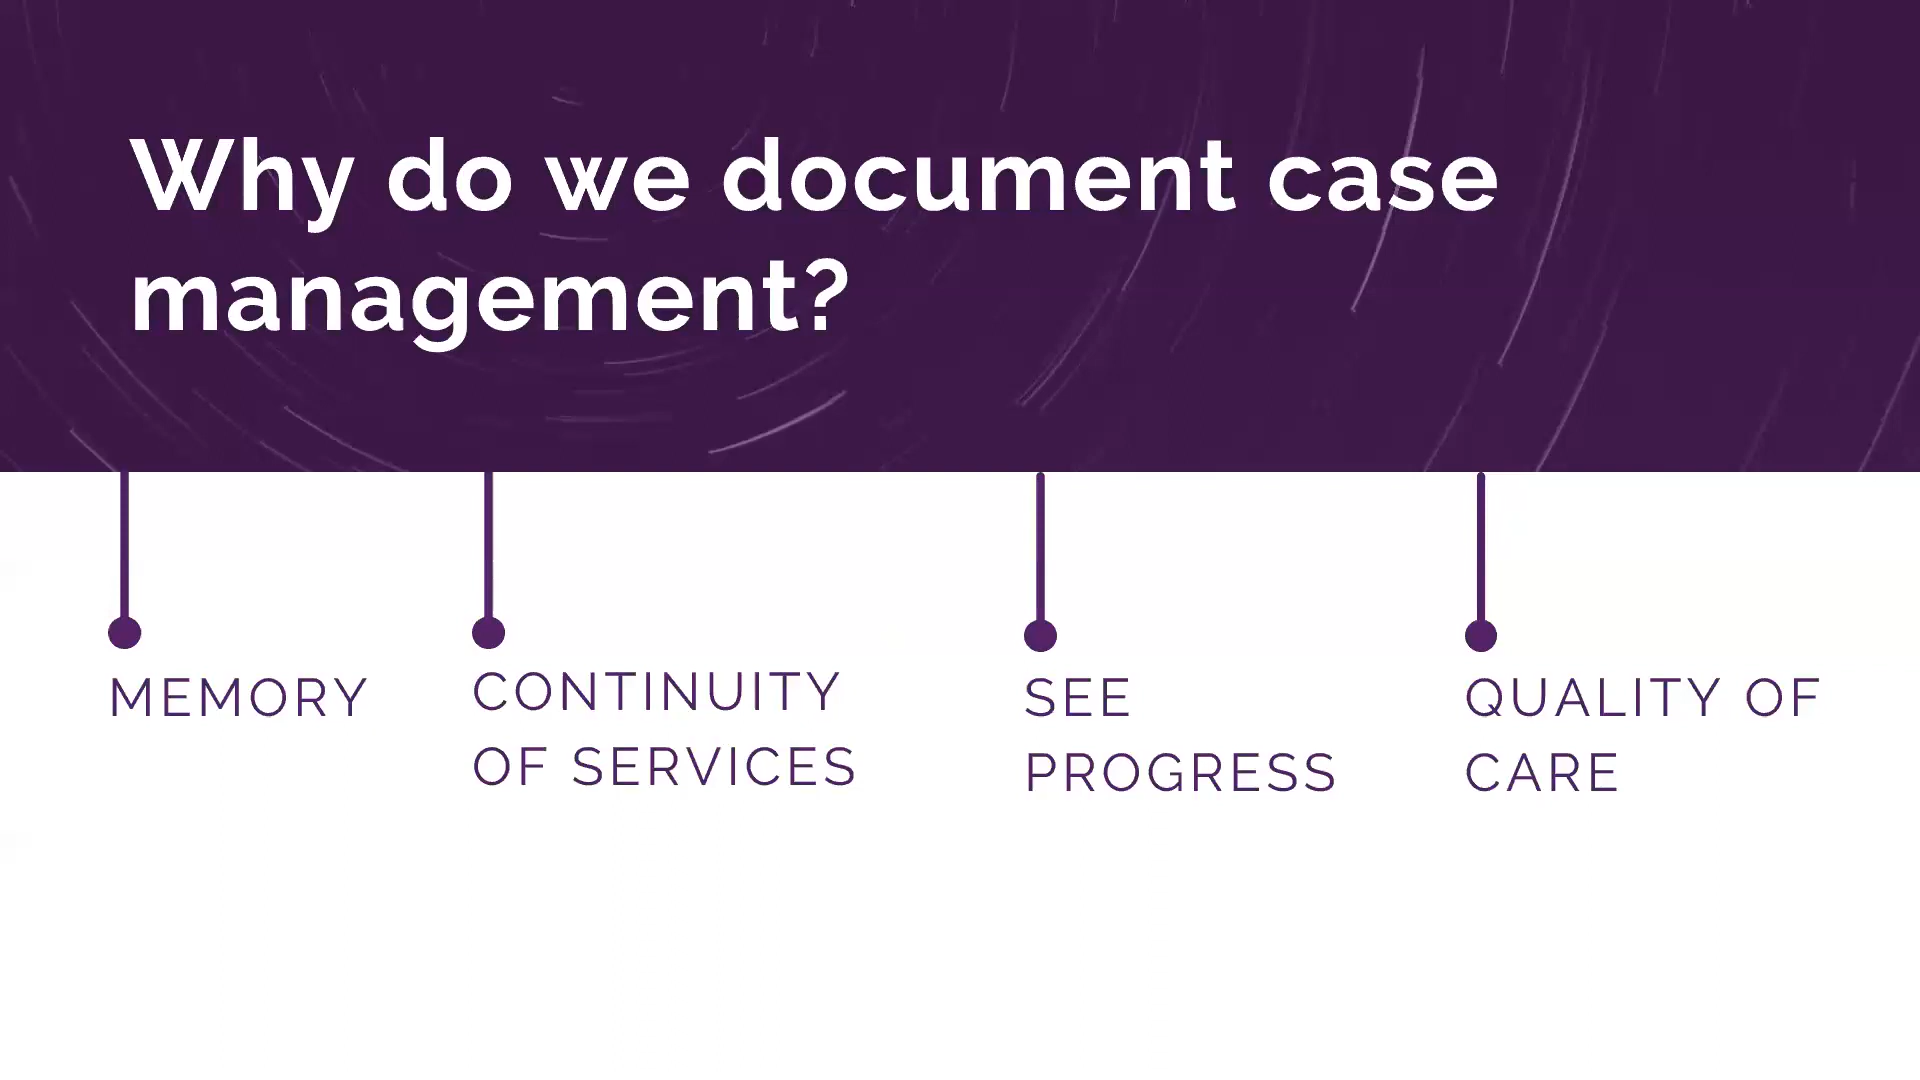 Why do we document case
management?
MEMORY
CONTINUITY
OF SERVICES
SEE
PROGRESS
QUALITY OF
CARE